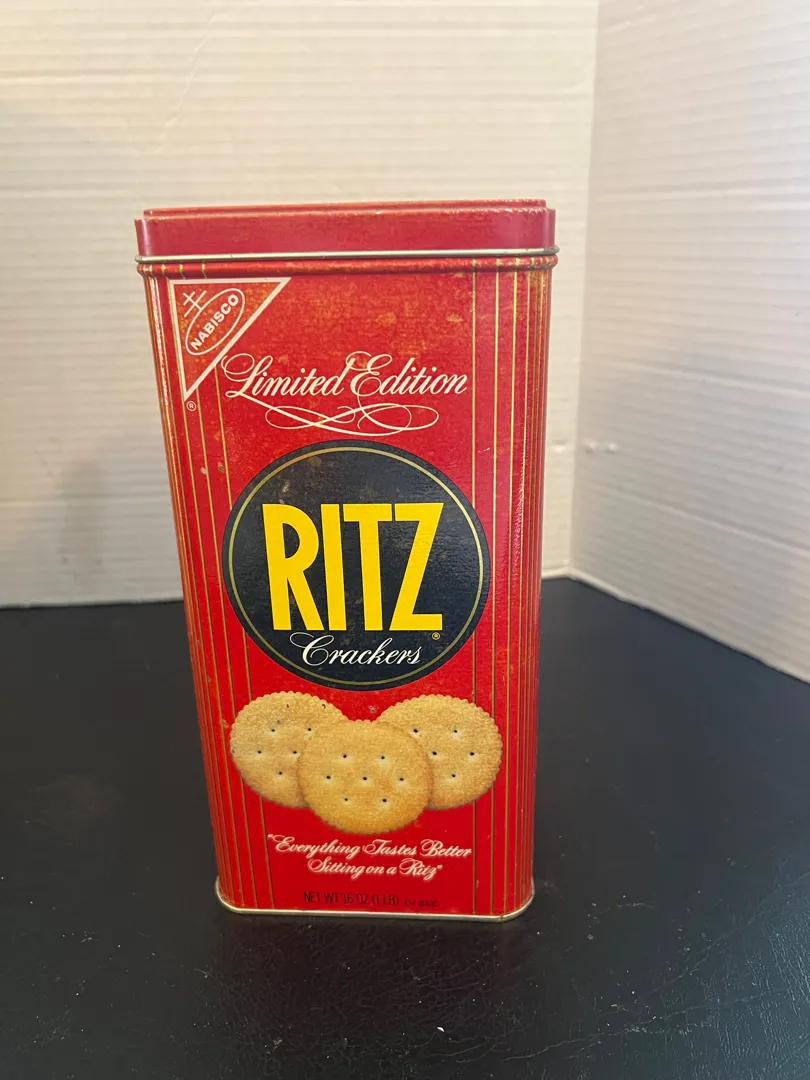 NABISCO
®
Limited Edition
RITZ
®
Crackers
"Everything Tastes Better
Sitting on a Ritz"
NET WT 16 OZ (1 LB)